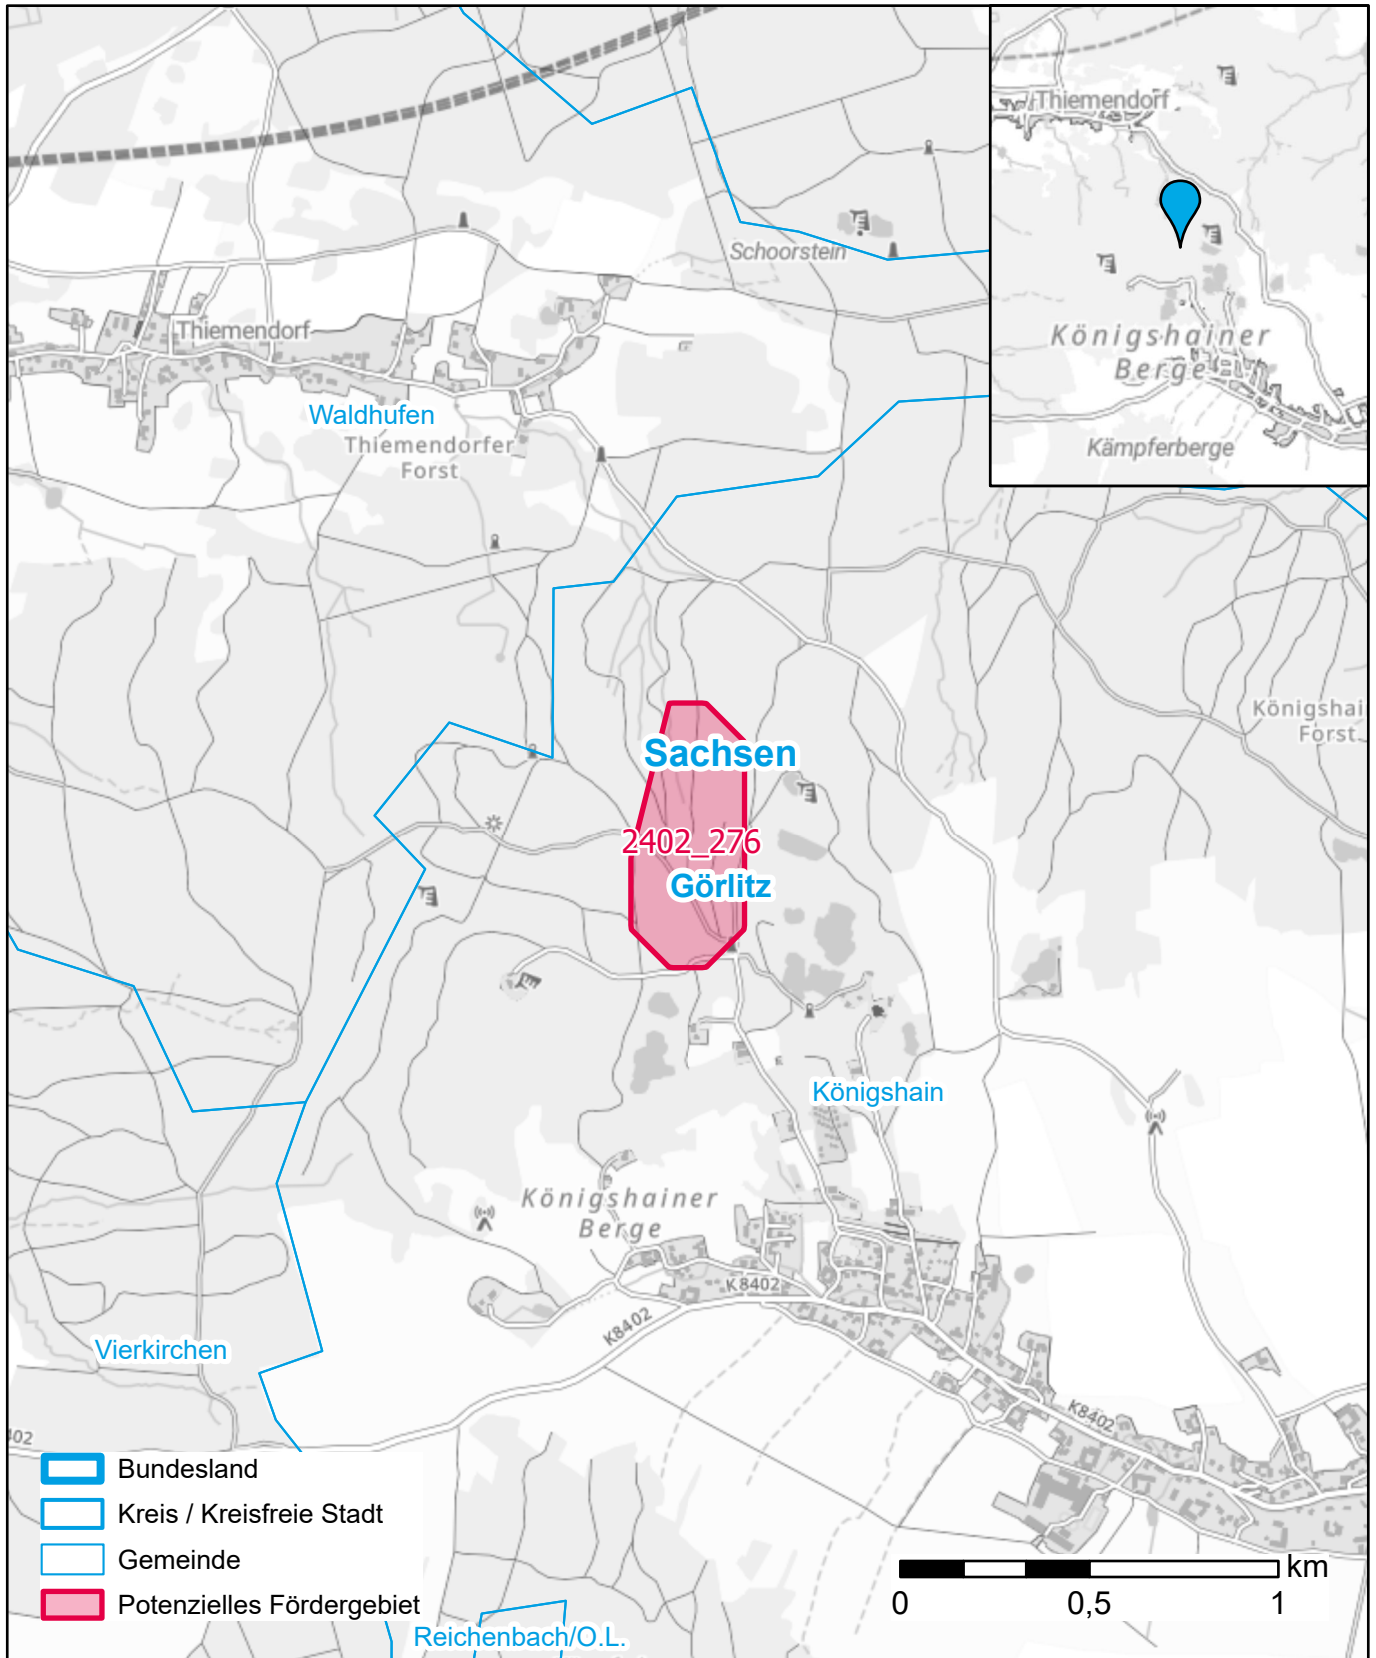 Thiemendorf
Königshainer
Berge
Kämpferberge
Schoorstein
Thiemendorf
Waldhufen
Thiemendorfer
Forst
Königshai
Forst
Sachsen
2402_276
Görlitz
Königshain
Königshainer
Berge
K8402
K8402
Vierkirchen
K8402
402
Bundesland
Kreis / Kreisfreie Stadt
Gemeinde
Potenzielles Fördergebiet
km
0 0,5 1
Reichenbach/O.L.